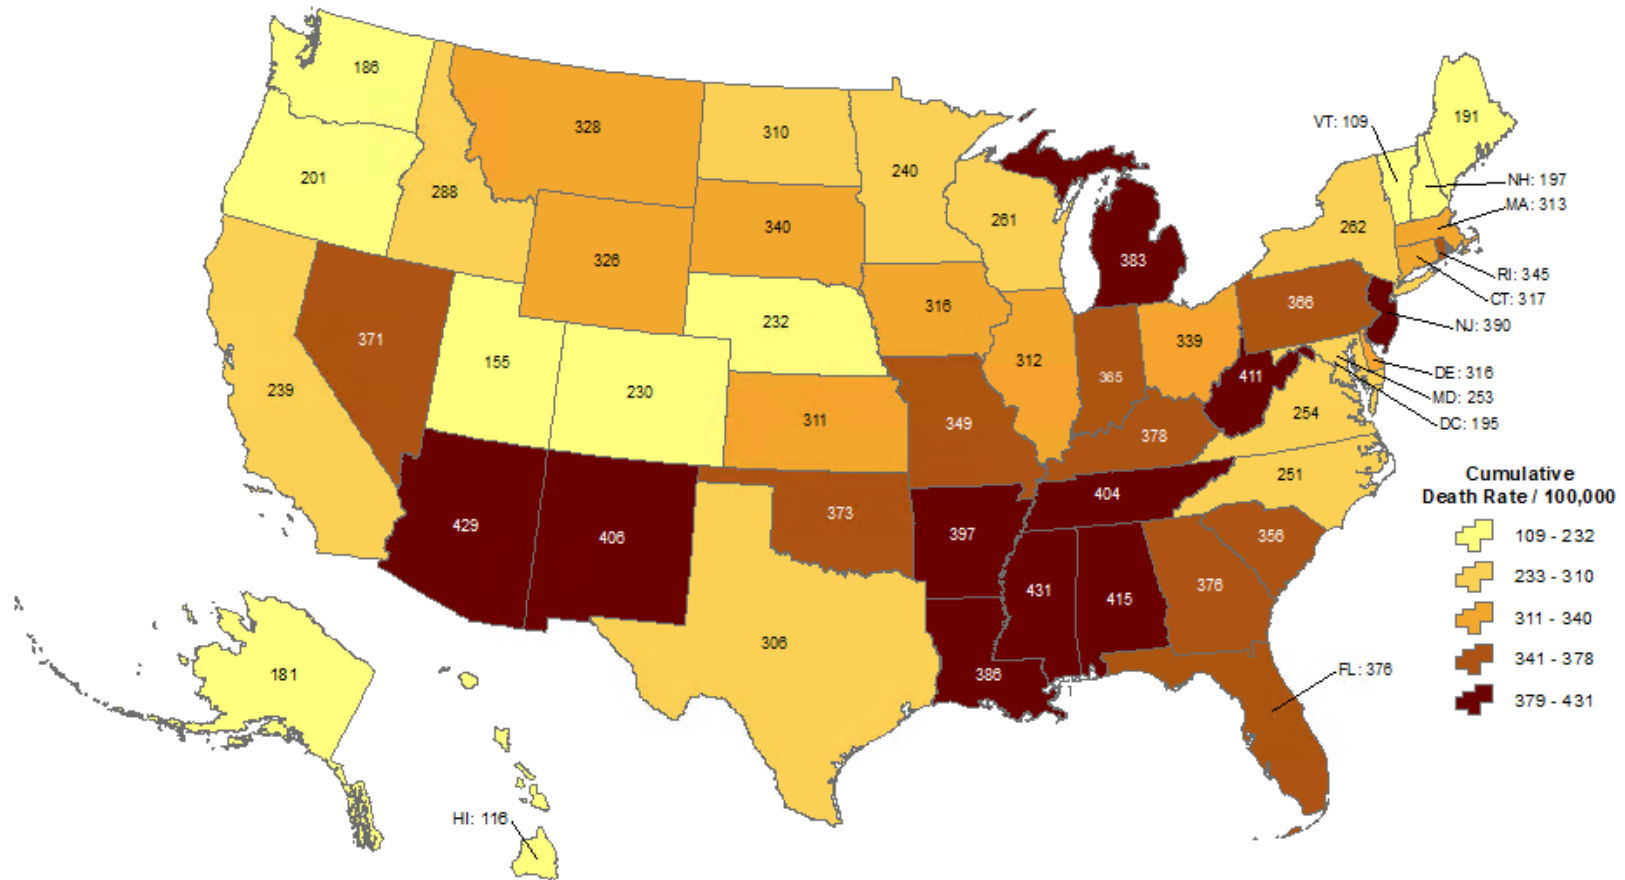 186
191
VT: 109
328
310
240
201
288
NH: 197
MA: 313
340
261
262
326
383
RI: 345
CT: 317
316
366
232
NJ: 390
371
339
155
312
DE: 316
230
365
411
239
MD: 253
311
254
DC: 195
349
378
251
Cumulative
Death Rate / 100,000
404
373
429
406
397
356
109 - 232
233 - 310
431
415
376
311 - 340
306
341 - 378
181
386
FL: 376
379 - 431
HI: 116